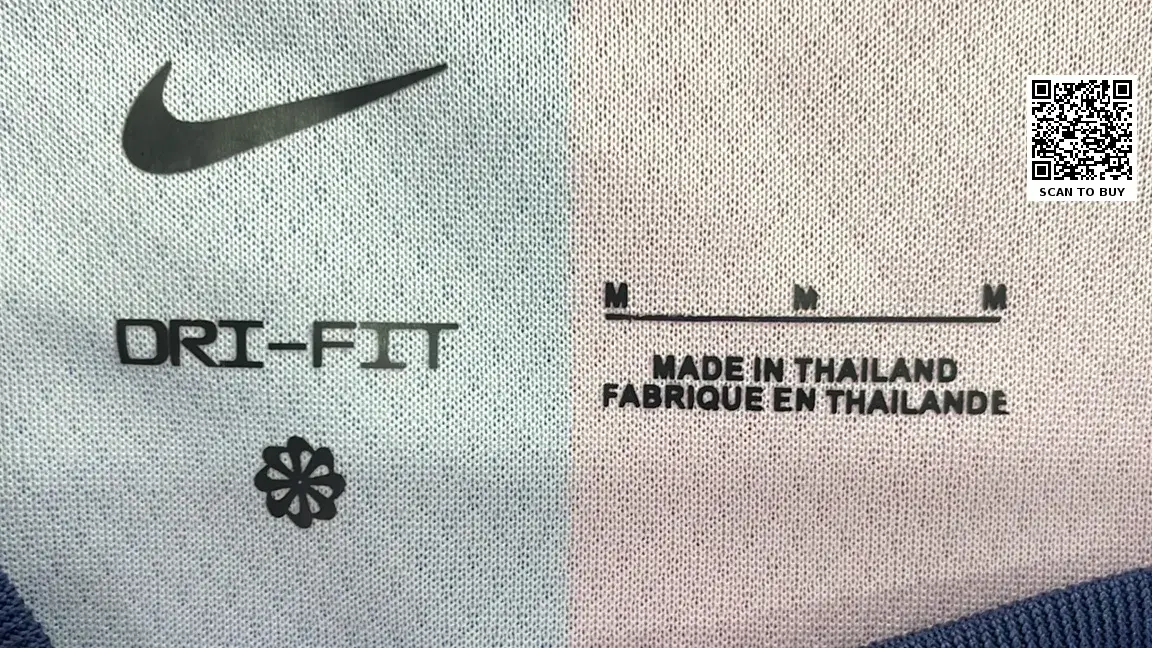 SCAN TO BUY
M M M
DRI-FIT
MADE IN THAILAND
FABRIQUE EN THAILANDE